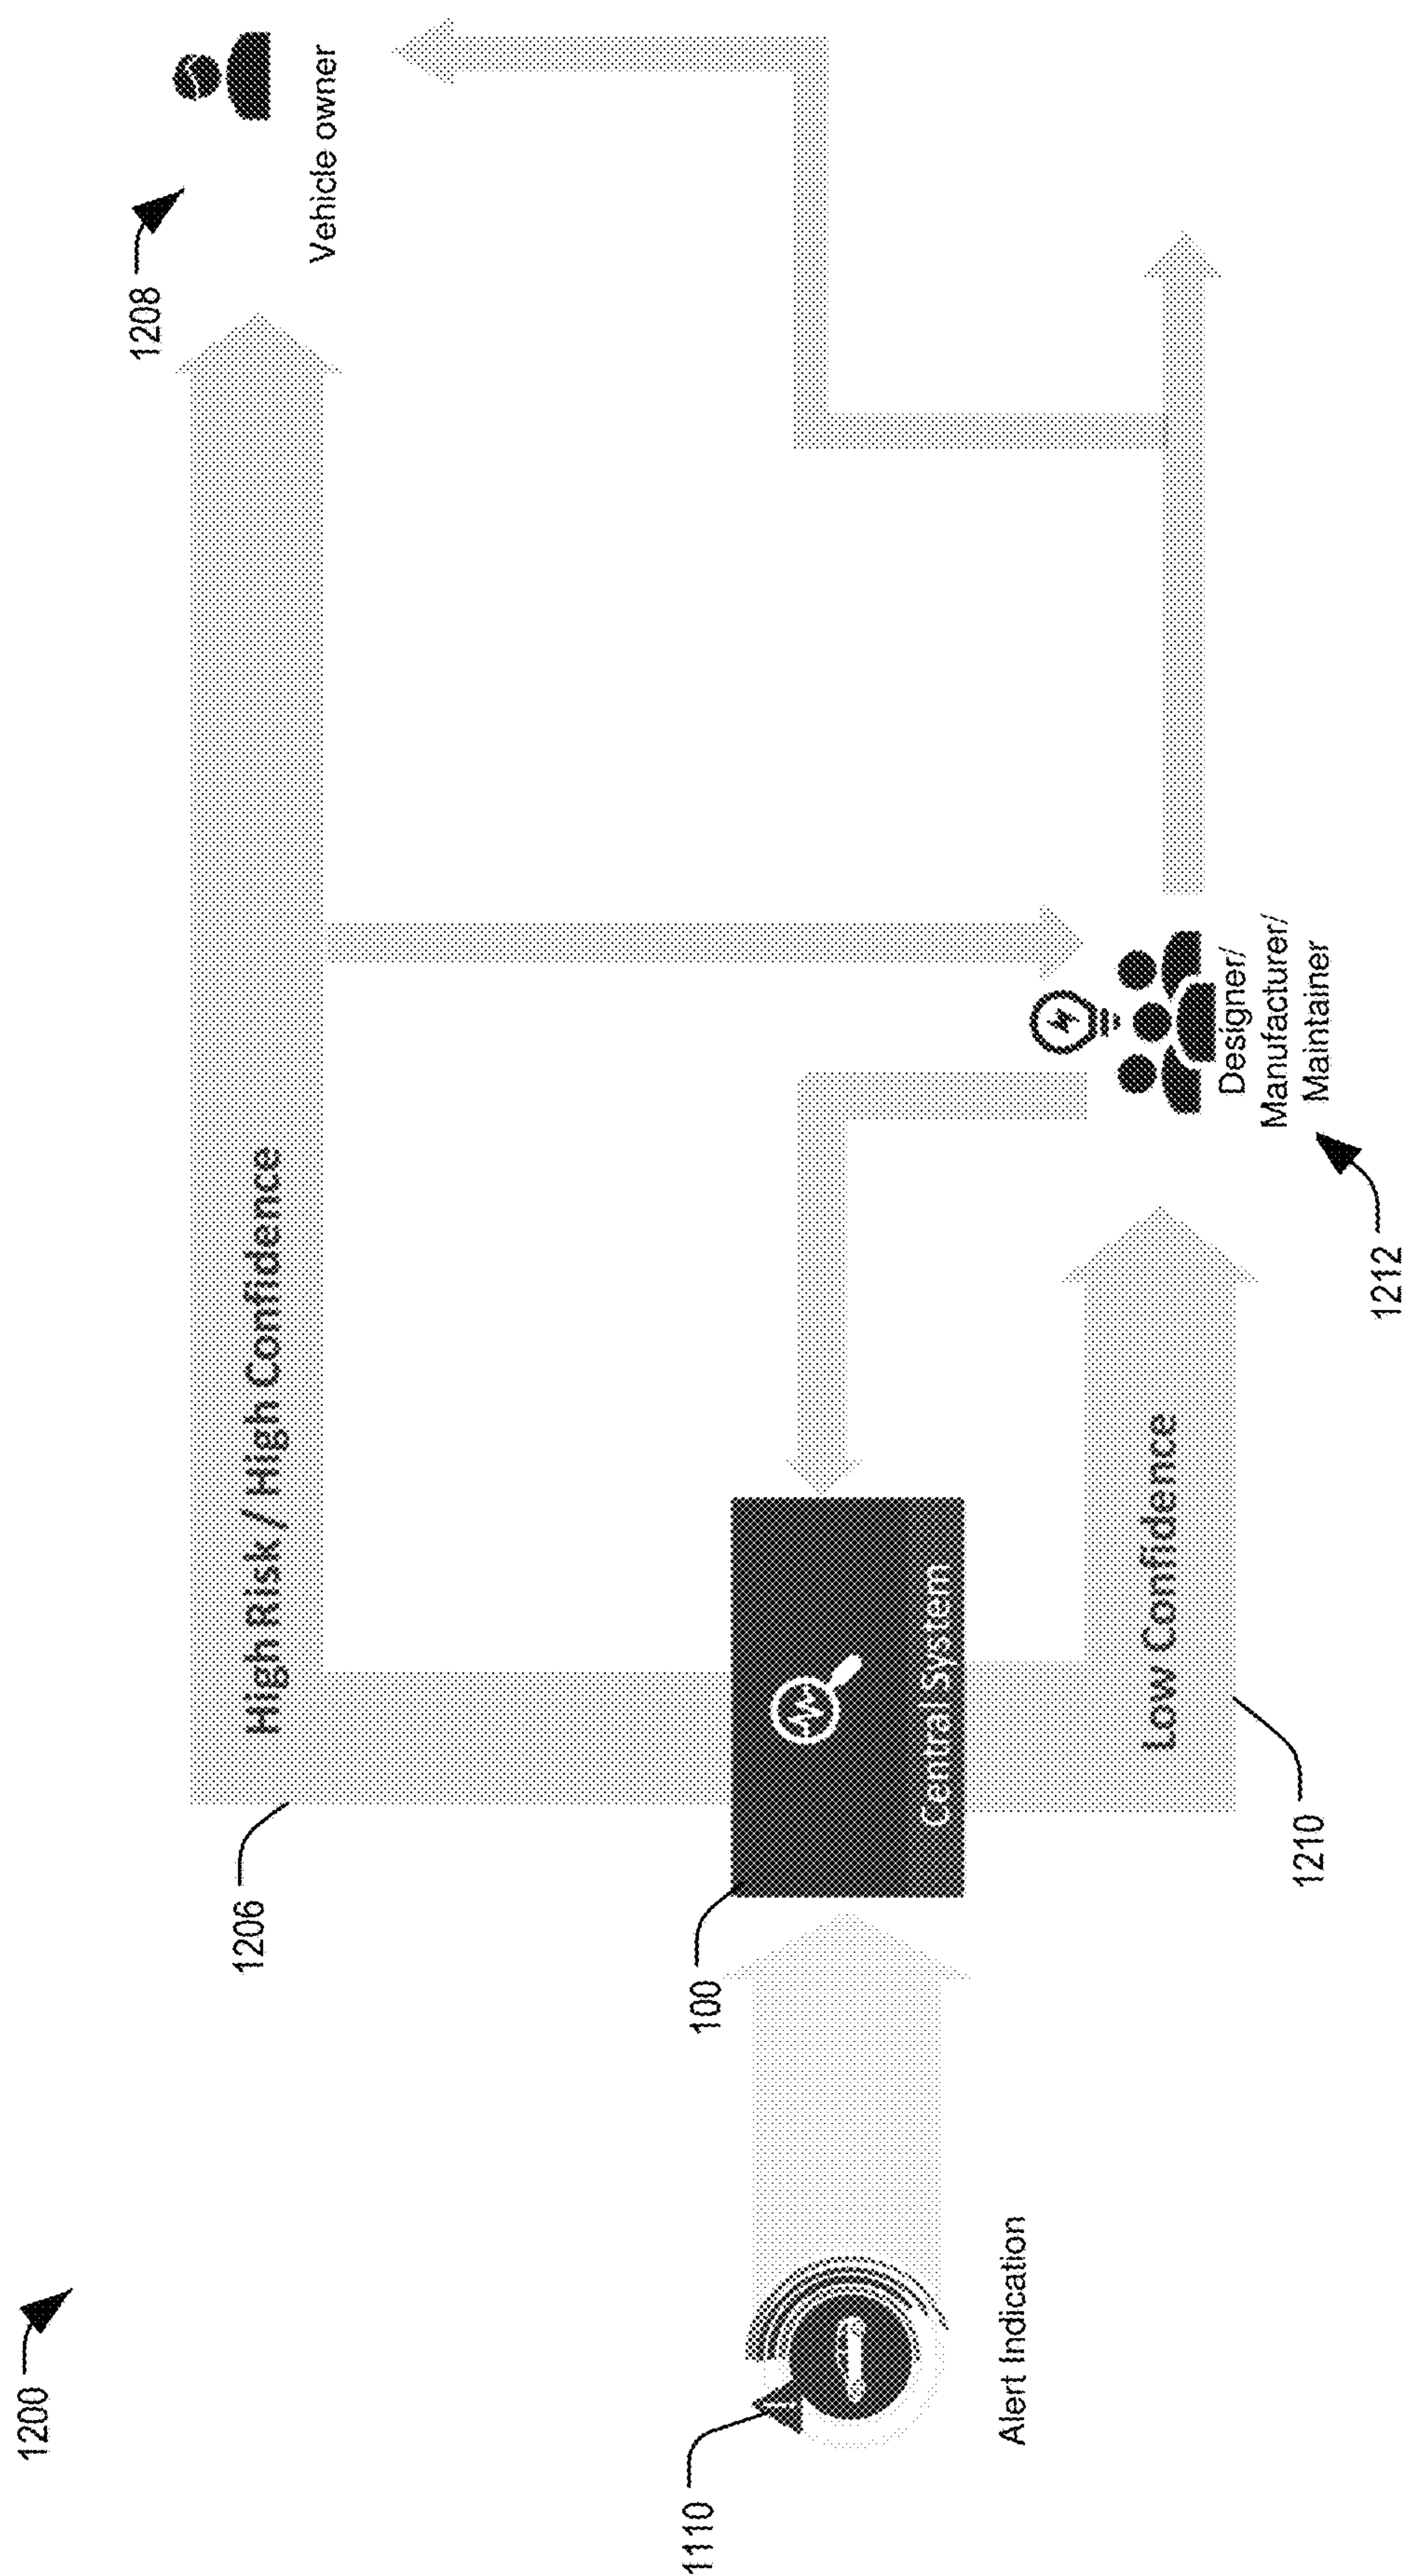 1200
1208
Vehicle owner
1206
High Risk / High Confidence
1110
Alert Indication
100
Central System
Low Confidence
1210
Designer/
Manufacturer/
Maintainer
1212